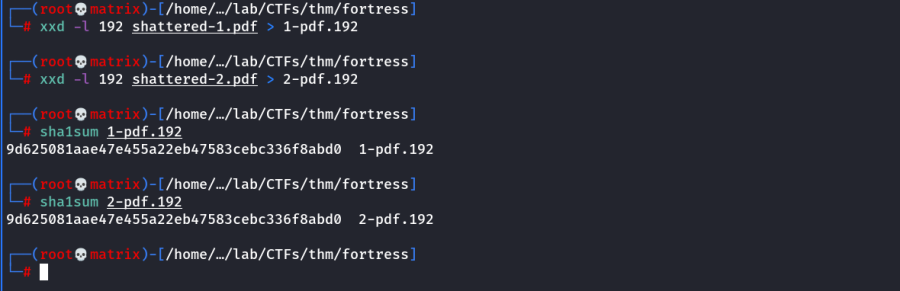 ┌──(root💀matrix)-[/home/…/lab/CTFs/thm/fortress]
└─# xxd -l 192 shattered-1.pdf > 1-pdf.192
┌──(root💀matrix)-[/home/…/lab/CTFs/thm/fortress]
└─# xxd -l 192 shattered-2.pdf > 2-pdf.192
┌──(root💀matrix)-[/home/…/lab/CTFs/thm/fortress]
└─# sha1sum 1-pdf.192
9d625081aae47e455a22eb47583cebc336f8abd0  1-pdf.192
┌──(root💀matrix)-[/home/…/lab/CTFs/thm/fortress]
└─# sha1sum 2-pdf.192
9d625081aae47e455a22eb47583cebc336f8abd0  2-pdf.192
┌──(root💀matrix)-[/home/…/lab/CTFs/thm/fortress]
└─#